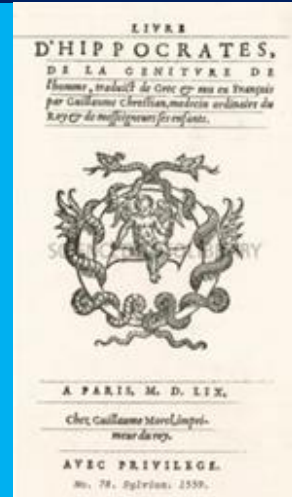 LIVRE
D'HIPPOCRATES,
DE LA GENITVRE DE
l'homme, traduict de Grec & mis en François
par Guillaume Chrestian, medecin ordinaire du
Roy & de messeigneurs ses enfants.
A PARIS, M. D. LIX.
Chez Guillaume Morel, impri-
meur du roy.
AVEC PRIVILEGE.
No. 78. Sylvius. 1559.